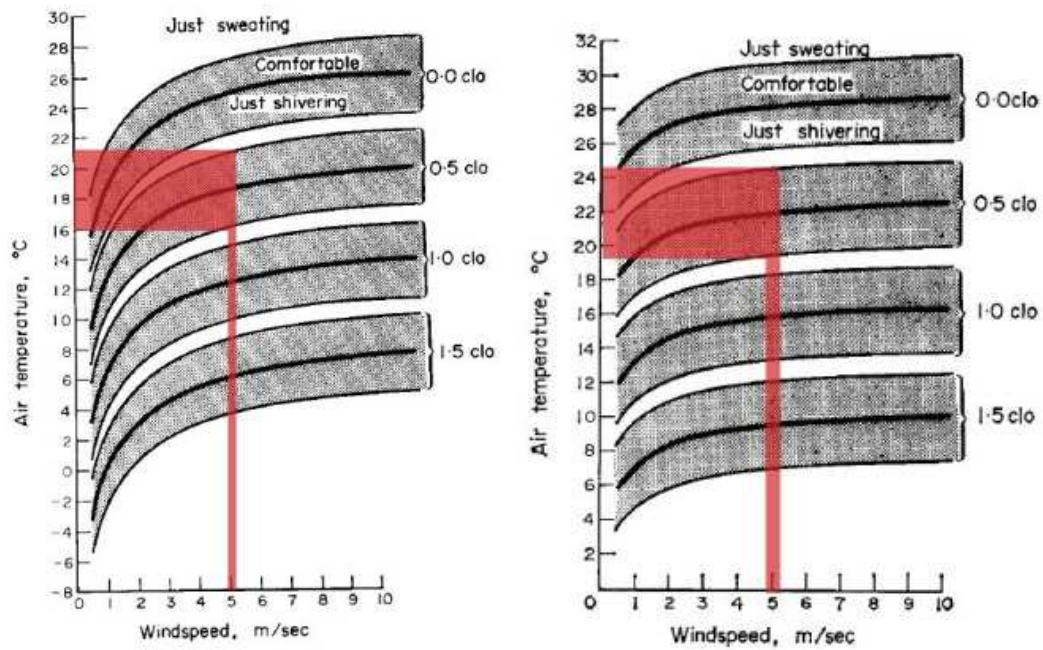 30
28
26
24
22
20
18
16
14
12
10
8
6
4
2
0
-2
-4
-6
-8
Air temperature, °C
Just sweating
Comfortable
Just shivering
0·0 clo
0·5 clo
1·0 clo
1·5 clo
0 1 2 3 4 5 6 7 8 9 10
Windspeed, m/sec
32
30
28
26
24
22
20
18
16
14
12
10
8
6
4
2
Air temperature, °C
Just sweating
Comfortable
Just shivering
0·0clo
0·5 clo
1·0 clo
1·5 clo
0 1 2 3 4 5 6 7 8 9 10
Windspeed, m/sec